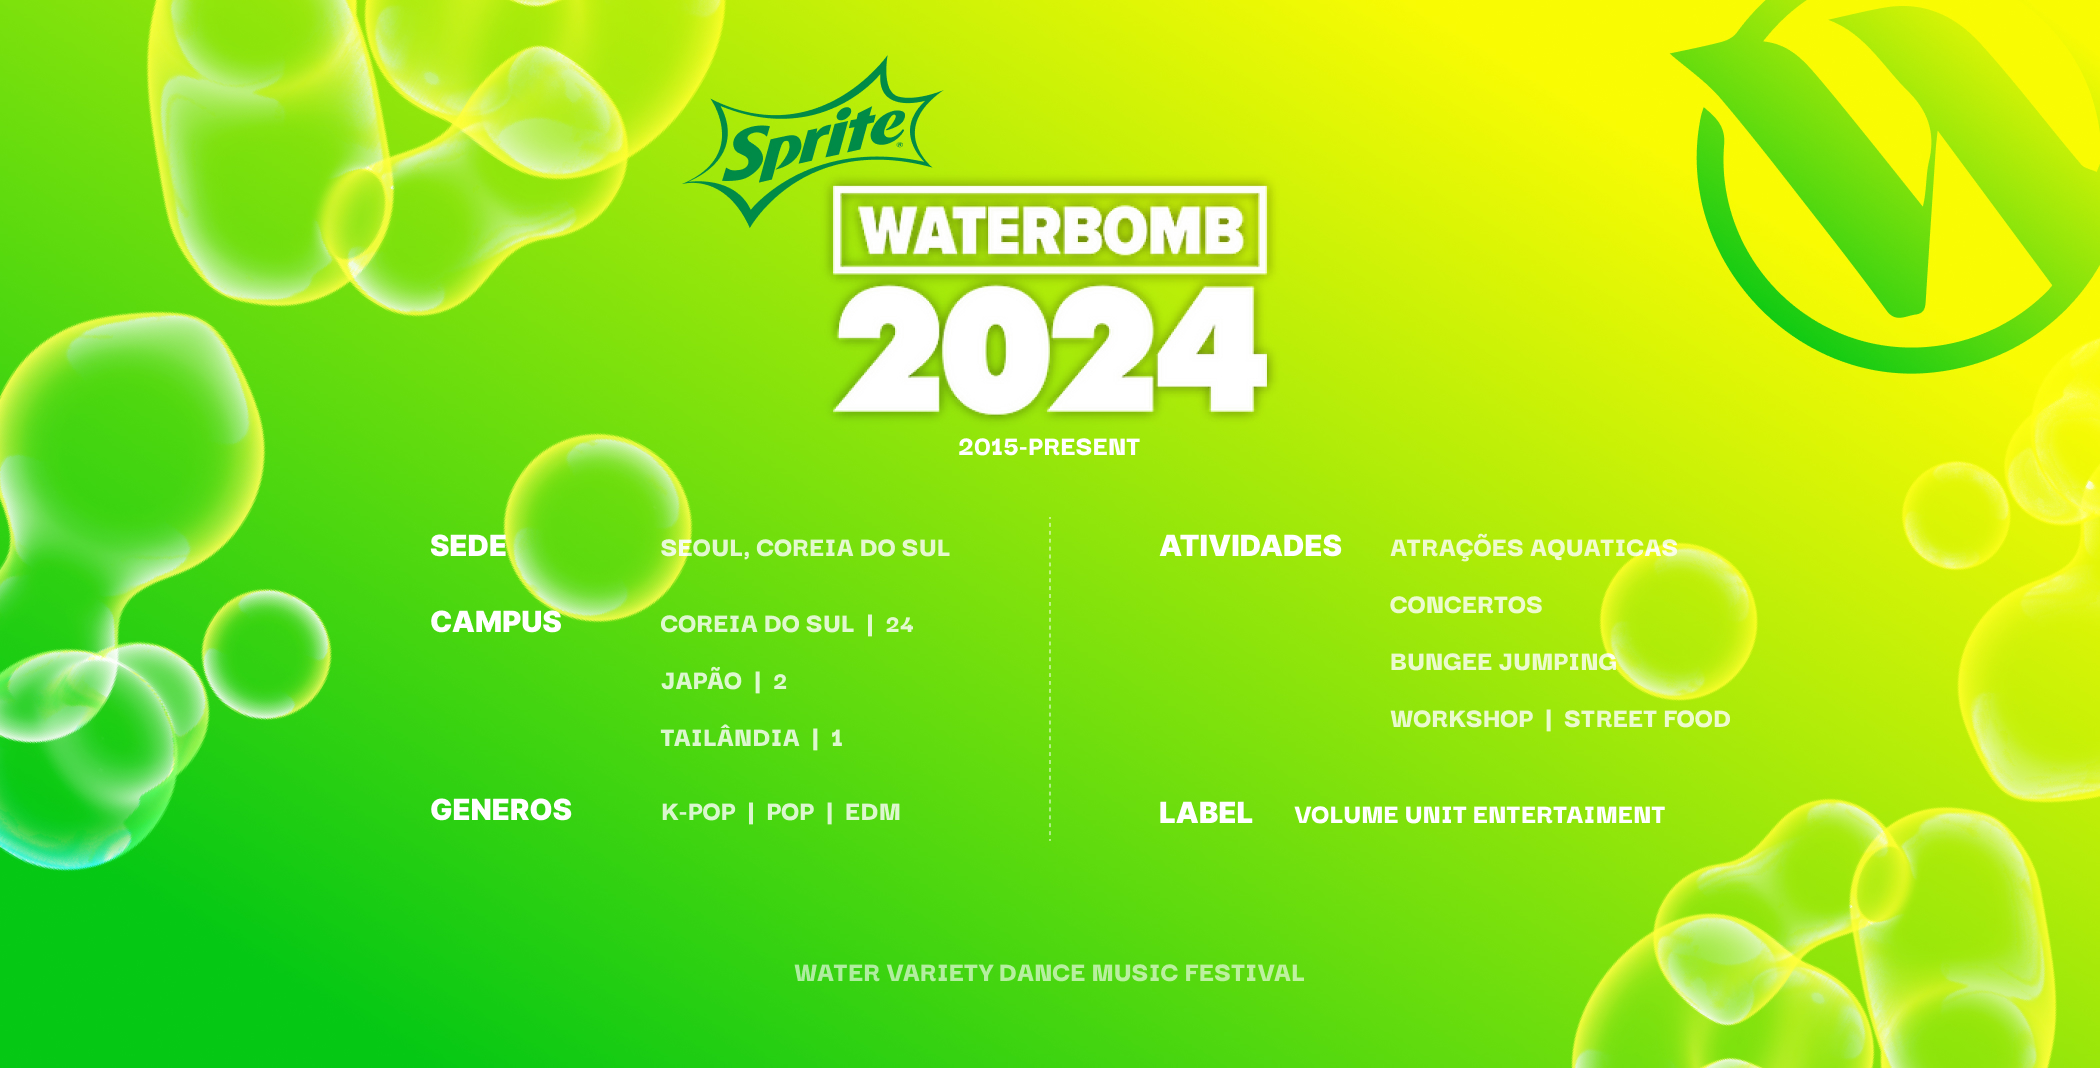 Sprite
WATERBOMB
2024
2015-PRESENT
SEDE SEOUL, COREIA DO SUL
CAMPUS COREIA DO SUL | 24
JAPÃO | 2
TAILÂNDIA | 1
GENEROS K-POP | POP | EDM
ATIVIDADES ATRAÇÕES AQUATICAS
CONCERTOS
BUNGEE JUMPING
WORKSHOP | STREET FOOD
LABEL VOLUME UNIT ENTERTAIMENT
WATER VARIETY DANCE MUSIC FESTIVAL